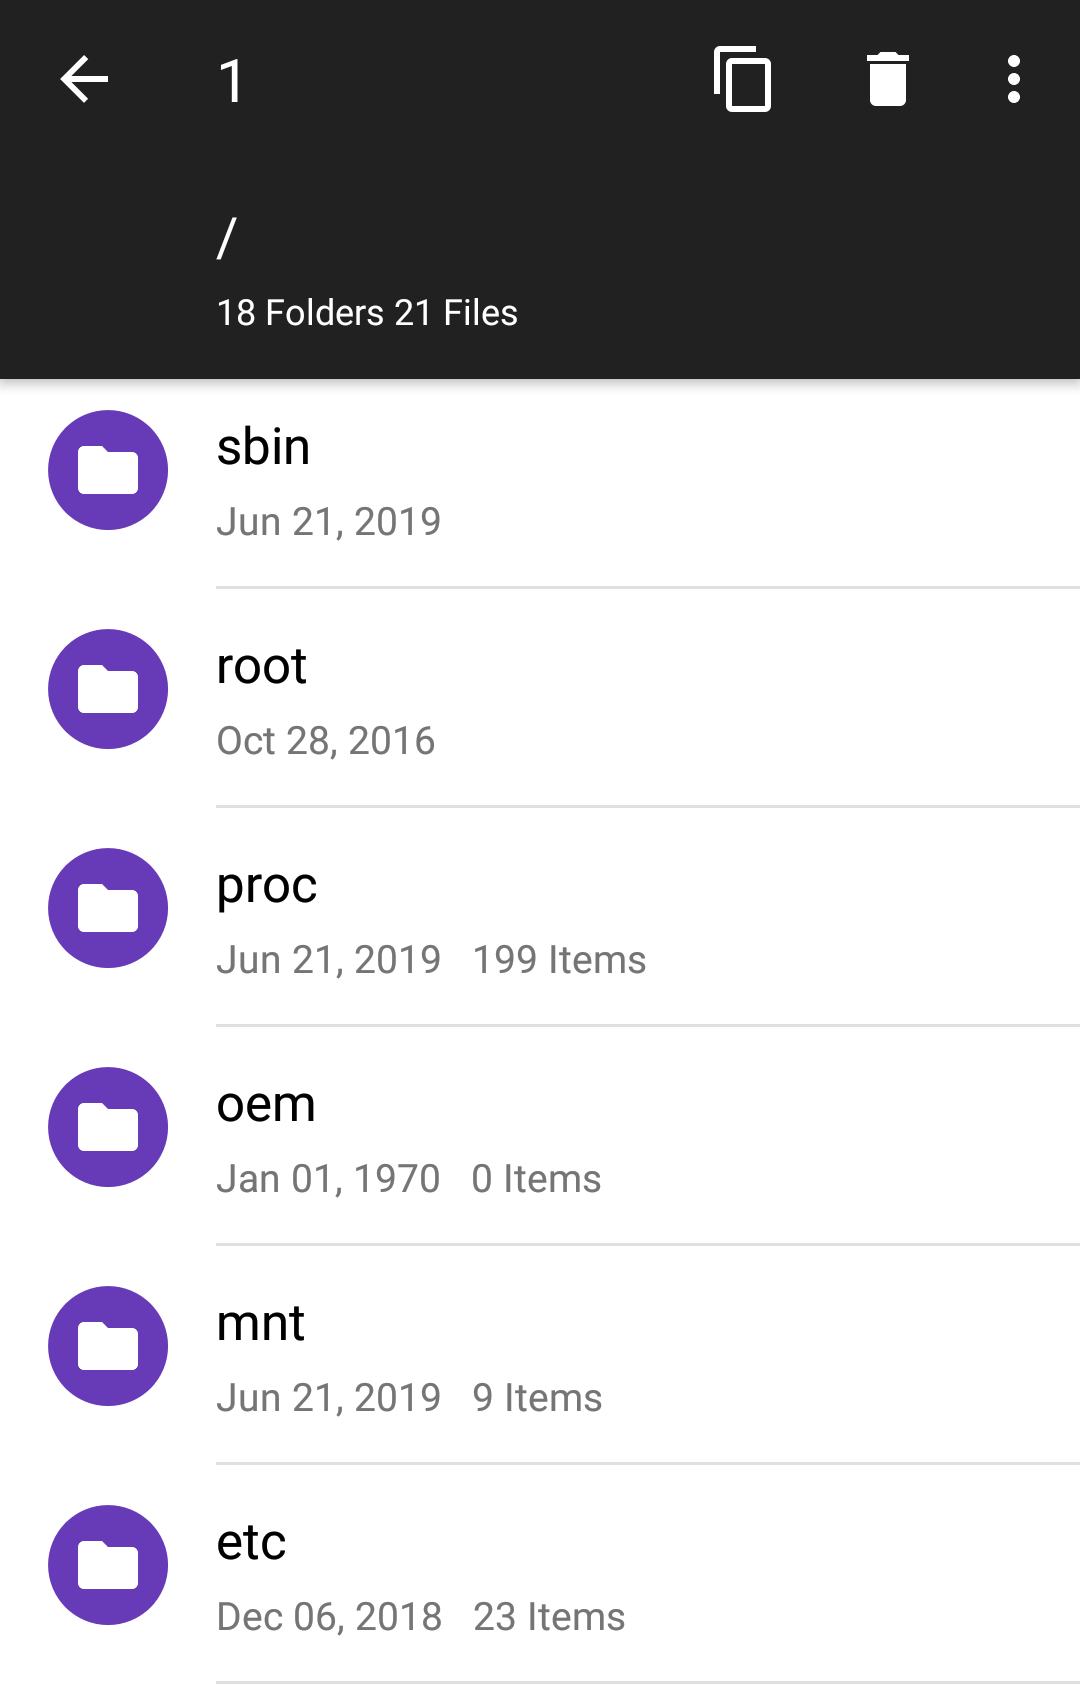 1
/
18 Folders 21 Files
sbin
Jun 21, 2019
root
Oct 28, 2016
proc
Jun 21, 2019 199 Items
oem
Jan 01, 1970 0 Items
mnt
Jun 21, 2019 9 Items
etc
Dec 06, 2018 23 Items